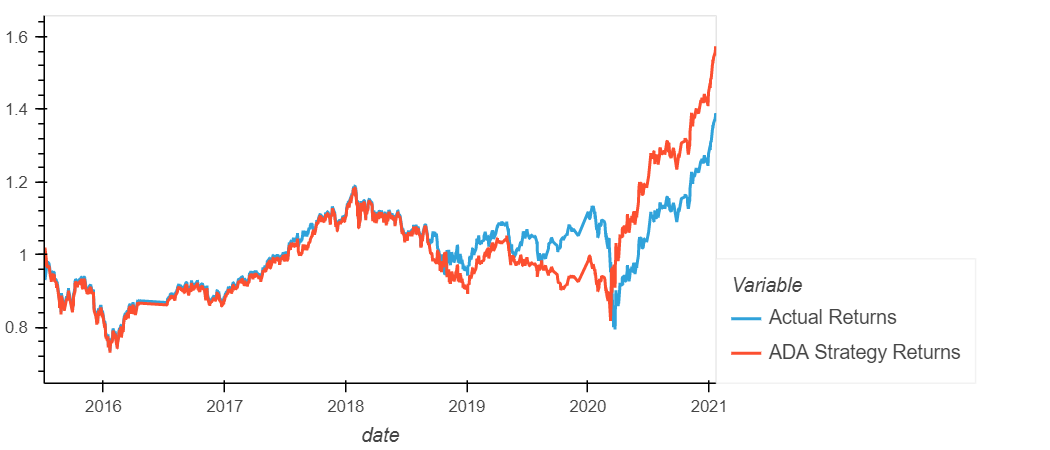 1.6
1.4
1.2
1
0.8
2016 2017 2018 2019 2020 2021
date
Variable
Actual Returns
ADA Strategy Returns